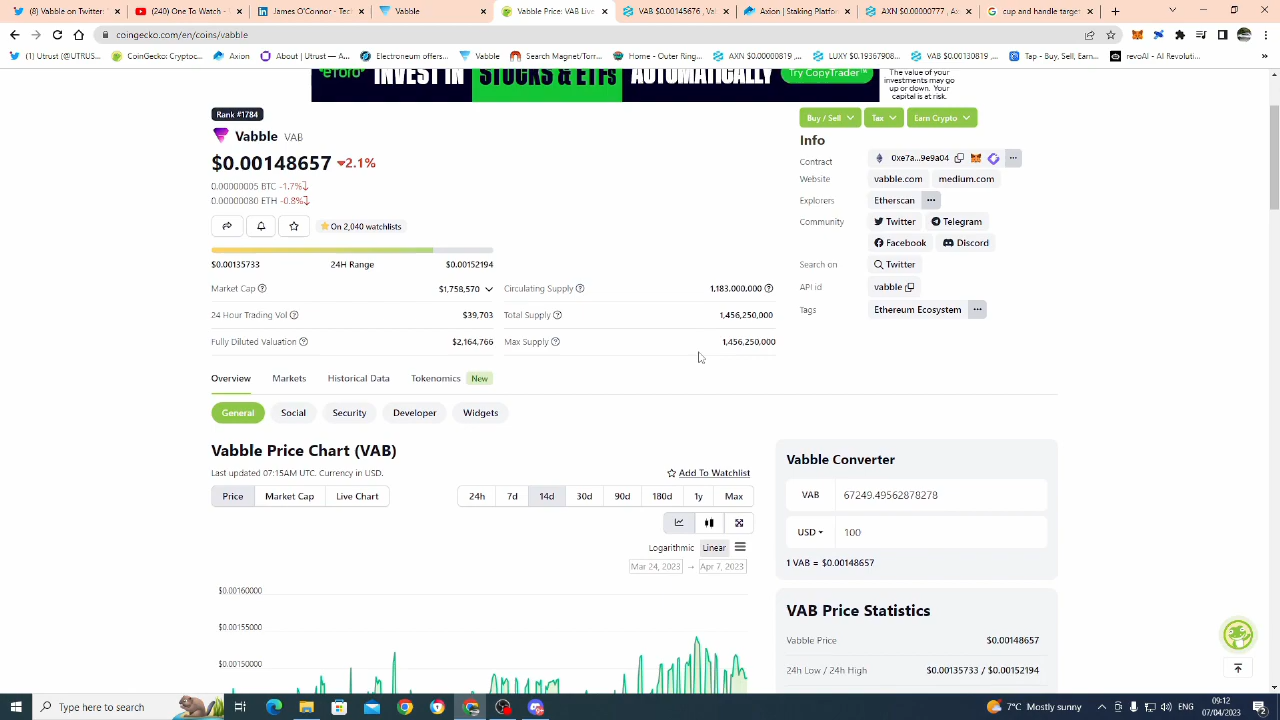 (8) Vabble on Twitter
(270) Axion Cryp
James D. Canton | Li
Vabble
Price Vable VAB Live
VAB $0.00145676 ,
Axion Staking Platfo
AXN $0.00000777 ,
cup and handle target
coingecko.com/en/coins/vabble
(1) Utrust (@UTRUS...
CoinGecko: Cryptoc...
Axion
About | Utrust — A...
Electroneum offers...
Vabble
Search Magnet/Torr...
Home - Outer Ring...
AXN $0.00000819...
LUXY $0.19367908...
VAB $0.00130819...
Tap - Buy, Sell, Earn...
revoAI - AI Revoluti...
»
eToro™ INVEST IN STOCKS & ETFs AUTOMATICALLY Try CopyTrader™
The value of your
investments may go
up or down. Your
capital is at risk.
Rank #1784
Buy / Sell Tax Earn Crypto
Vabble VAB
Info
$0.00148657 2.1%
Contract 0xe7a...9e9a04
0.00000005 BTC -1.7%
Website vabble.com medium.com
0.00000080 ETH -0.8%
Explorers Etherscan
On 2,040 watchlists
Community Twitter Telegram
Facebook Discord
$0.00135733 24H Range $0.00152194
Search on Twitter
Market Cap $1,758,570
Circulating Supply 1,183,000,000
API id vabble
24 Hour Trading Vol $39,703
Total Supply 1,456,250,000
Tags Ethereum Ecosystem
Fully Diluted Valuation $2,164,766
Max Supply 1,456,250,000
Overview Markets Historical Data Tokenomics New
General Social Security Developer Widgets
Vabble Price Chart (VAB)
Last updated 07:15AM UTC. Currency in USD.
Add To Watchlist
Price Market Cap Live Chart
24h 7d 14d 30d 90d 180d 1y Max
Logarithmic Linear
Mar 24, 2023 → Apr 7, 2023
$0.00160000
$0.00155000
$0.00150000
Vabble Converter
VAB 67249.49562878278
USD 100
1 VAB = $0.00148657
VAB Price Statistics
Vabble Price $0.00148657
24h Low / 24h High $0.00135733 / $0.00152194
Type here to search
7°C Mostly sunny
ENG
09:12
07/04/2023
2